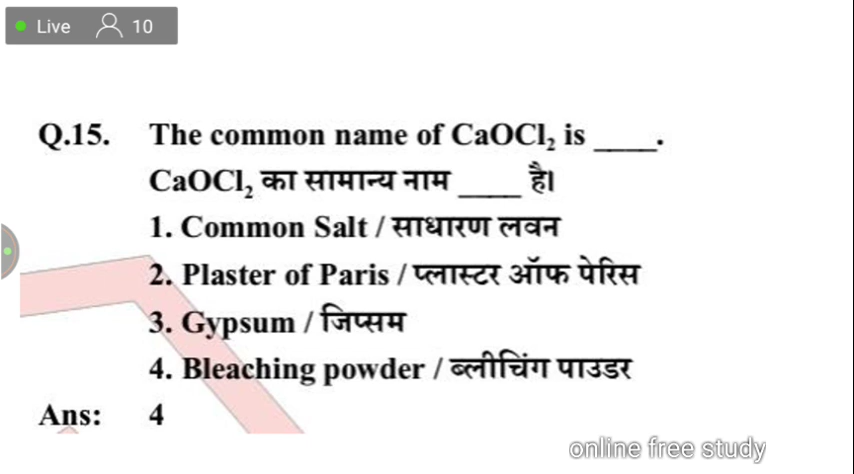 Live 10
Q.15. The common name of CaOCl₂ is ____.
CaOCl₂ का सामान्य नाम ____ है।
1. Common Salt / साधारण लवन
2. Plaster of Paris / प्लास्टर ऑफ पेरिस
3. Gypsum / जिप्सम
4. Bleaching powder / ब्लीचिंग पाउडर
Ans: 4
online free study